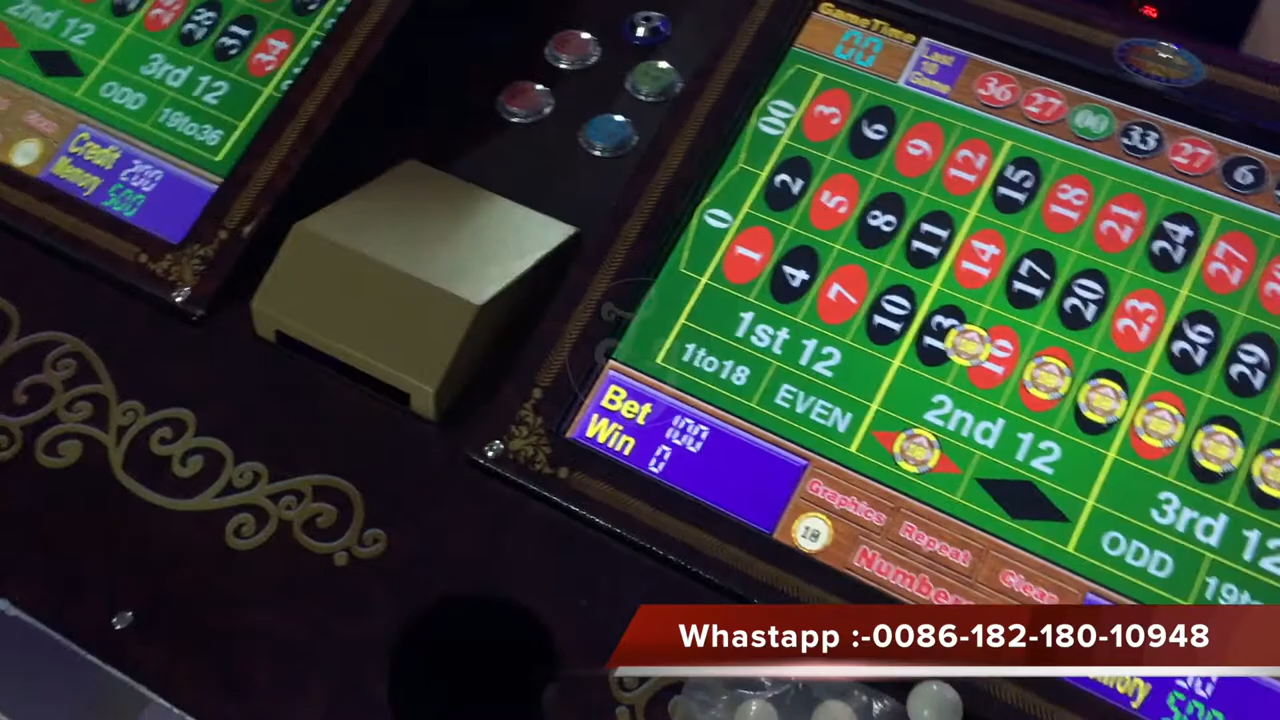 2nd 12
28
31
34
3rd 12
ODD
19to36
Credit 200
Memory 500
GameTime
00
Last
10
Game
36 27 00 33 27 6
00 3 6 9 12 15 18 21 24 27
0 2 5 8 11 14 17 20 23 26 29
1 4 7 10 13 16
1st 12
2nd 12
3rd 12
1to18
EVEN
ODD
Bet
Win 0
18
Graphics
Repeat
Clear
Whastapp :-0086-182-180-10948
500